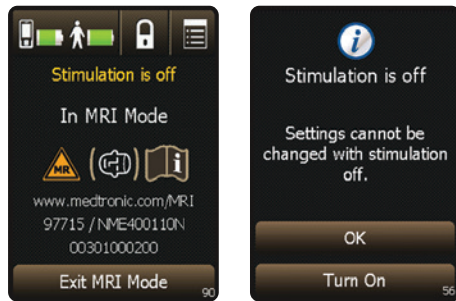 Stimulation is off
In MRI Mode
MR
i
www.medtronic.com/MRI
97715 / NME400110N
00301000200
Exit MRI Mode
90
i
Stimulation is off
Settings cannot be
changed with stimulation
off.
OK
Turn On
56